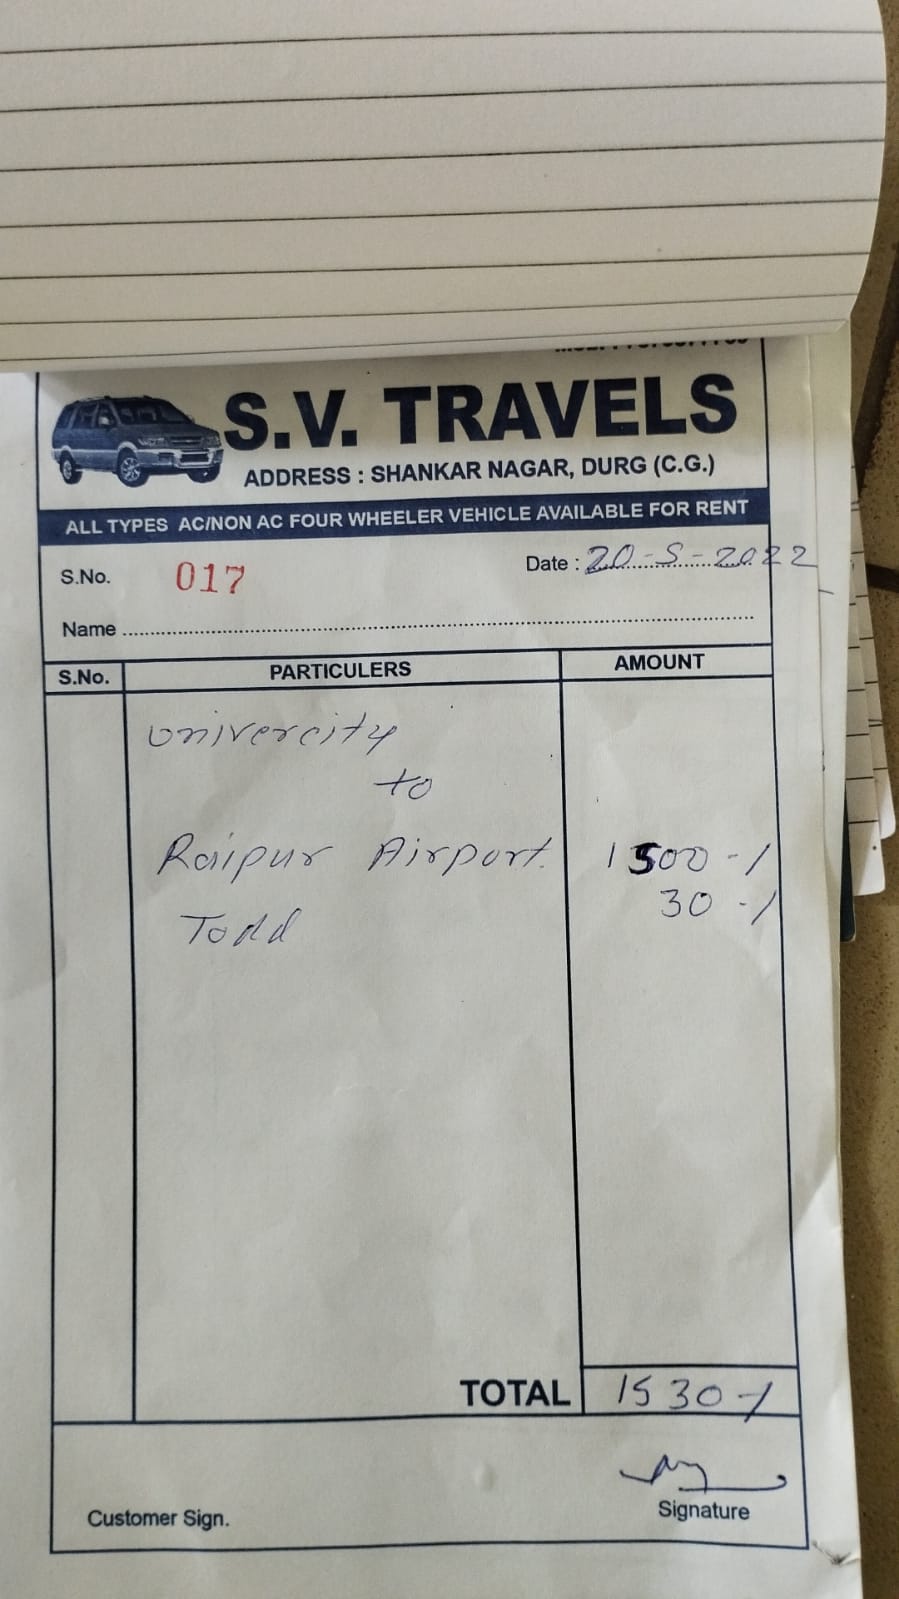 S.V. TRAVELS
ADDRESS : SHANKAR NAGAR, DURG (C.G.)
ALL TYPES AC/NON AC FOUR WHEELER VEHICLE AVAILABLE FOR RENT
S.No. 017 Date : 20-5-2022
Name
S.No. PARTICULERS AMOUNT
Univercity
to
Raipur Airport 1500-/
30-/
Todd
TOTAL 1530-/
Customer Sign. Signature